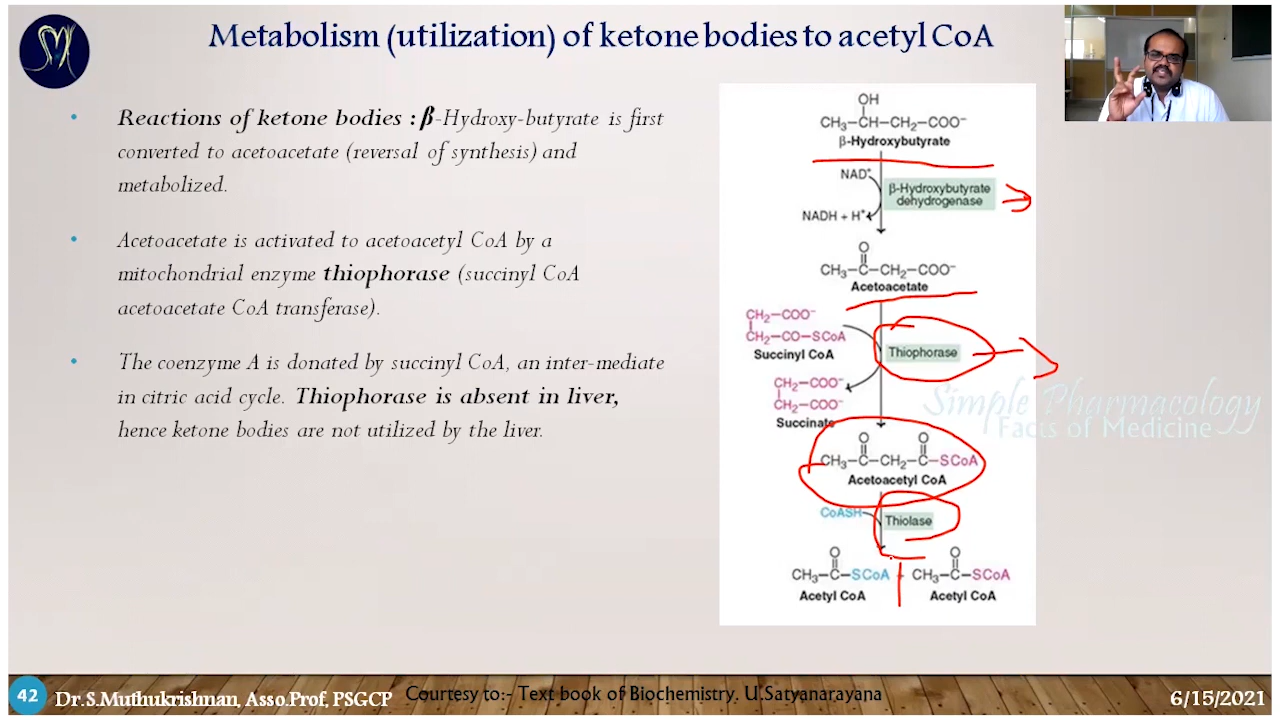 Metabolism (utilization) of ketone bodies to acetyl CoA
• Reactions of ketone bodies : β-Hydroxy-butyrate is first
converted to acetoacetate (reversal of synthesis) and
metabolized.
• Acetoacetate is activated to acetoacetyl CoA by a
mitochondrial enzyme thiophorase (succinyl CoA
acetoacetate CoA transferase).
• The coenzyme A is donated by succinyl CoA, an inter-mediate
in citric acid cycle. Thiophorase is absent in liver,
hence ketone bodies are not utilized by the liver.
OH
CH₃—CH—CH₂—COO⁻
β-Hydroxybutyrate
NAD⁺
β-Hydroxybutyrate
dehydrogenase
NADH + H⁺
O
CH₃—C—CH₂—COO⁻
Acetoacetate
CH₂—COO⁻
CH₂—CO—SCoA
Succinyl CoA
Thiophorase
CH₂—COO⁻
CH₂—COO⁻
Succinate
O O
CH₃—C—CH₂—C—SCoA
Acetoacetyl CoA
CoASH
Thiolase
O O
CH₃—C—SCoA + CH₃—C—SCoA
Acetyl CoA Acetyl CoA
Simple Pharmacology
Facts of Medicine
42 Dr.S.Muthukrishnan, Asso.Prof, PSGCP Courtesy to:- Text book of Biochemistry. U.Satyanarayana 6/15/2021